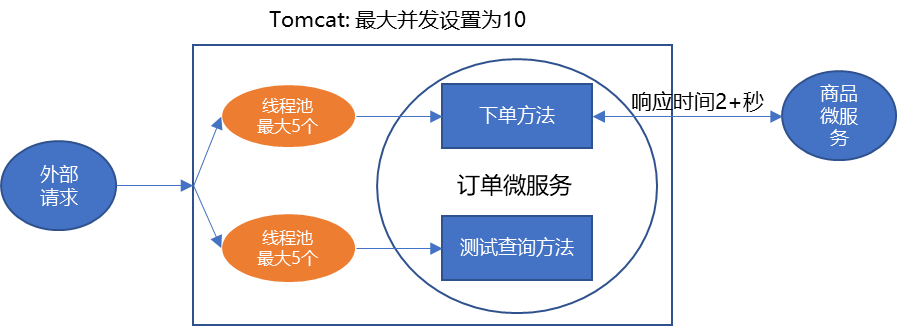 Tomcat: 最大并发设置为10
外部
请求
线程池
最大5个
下单方法
响应时间2+秒
商品
微服
务
订单微服务
线程池
最大5个
测试查询方法